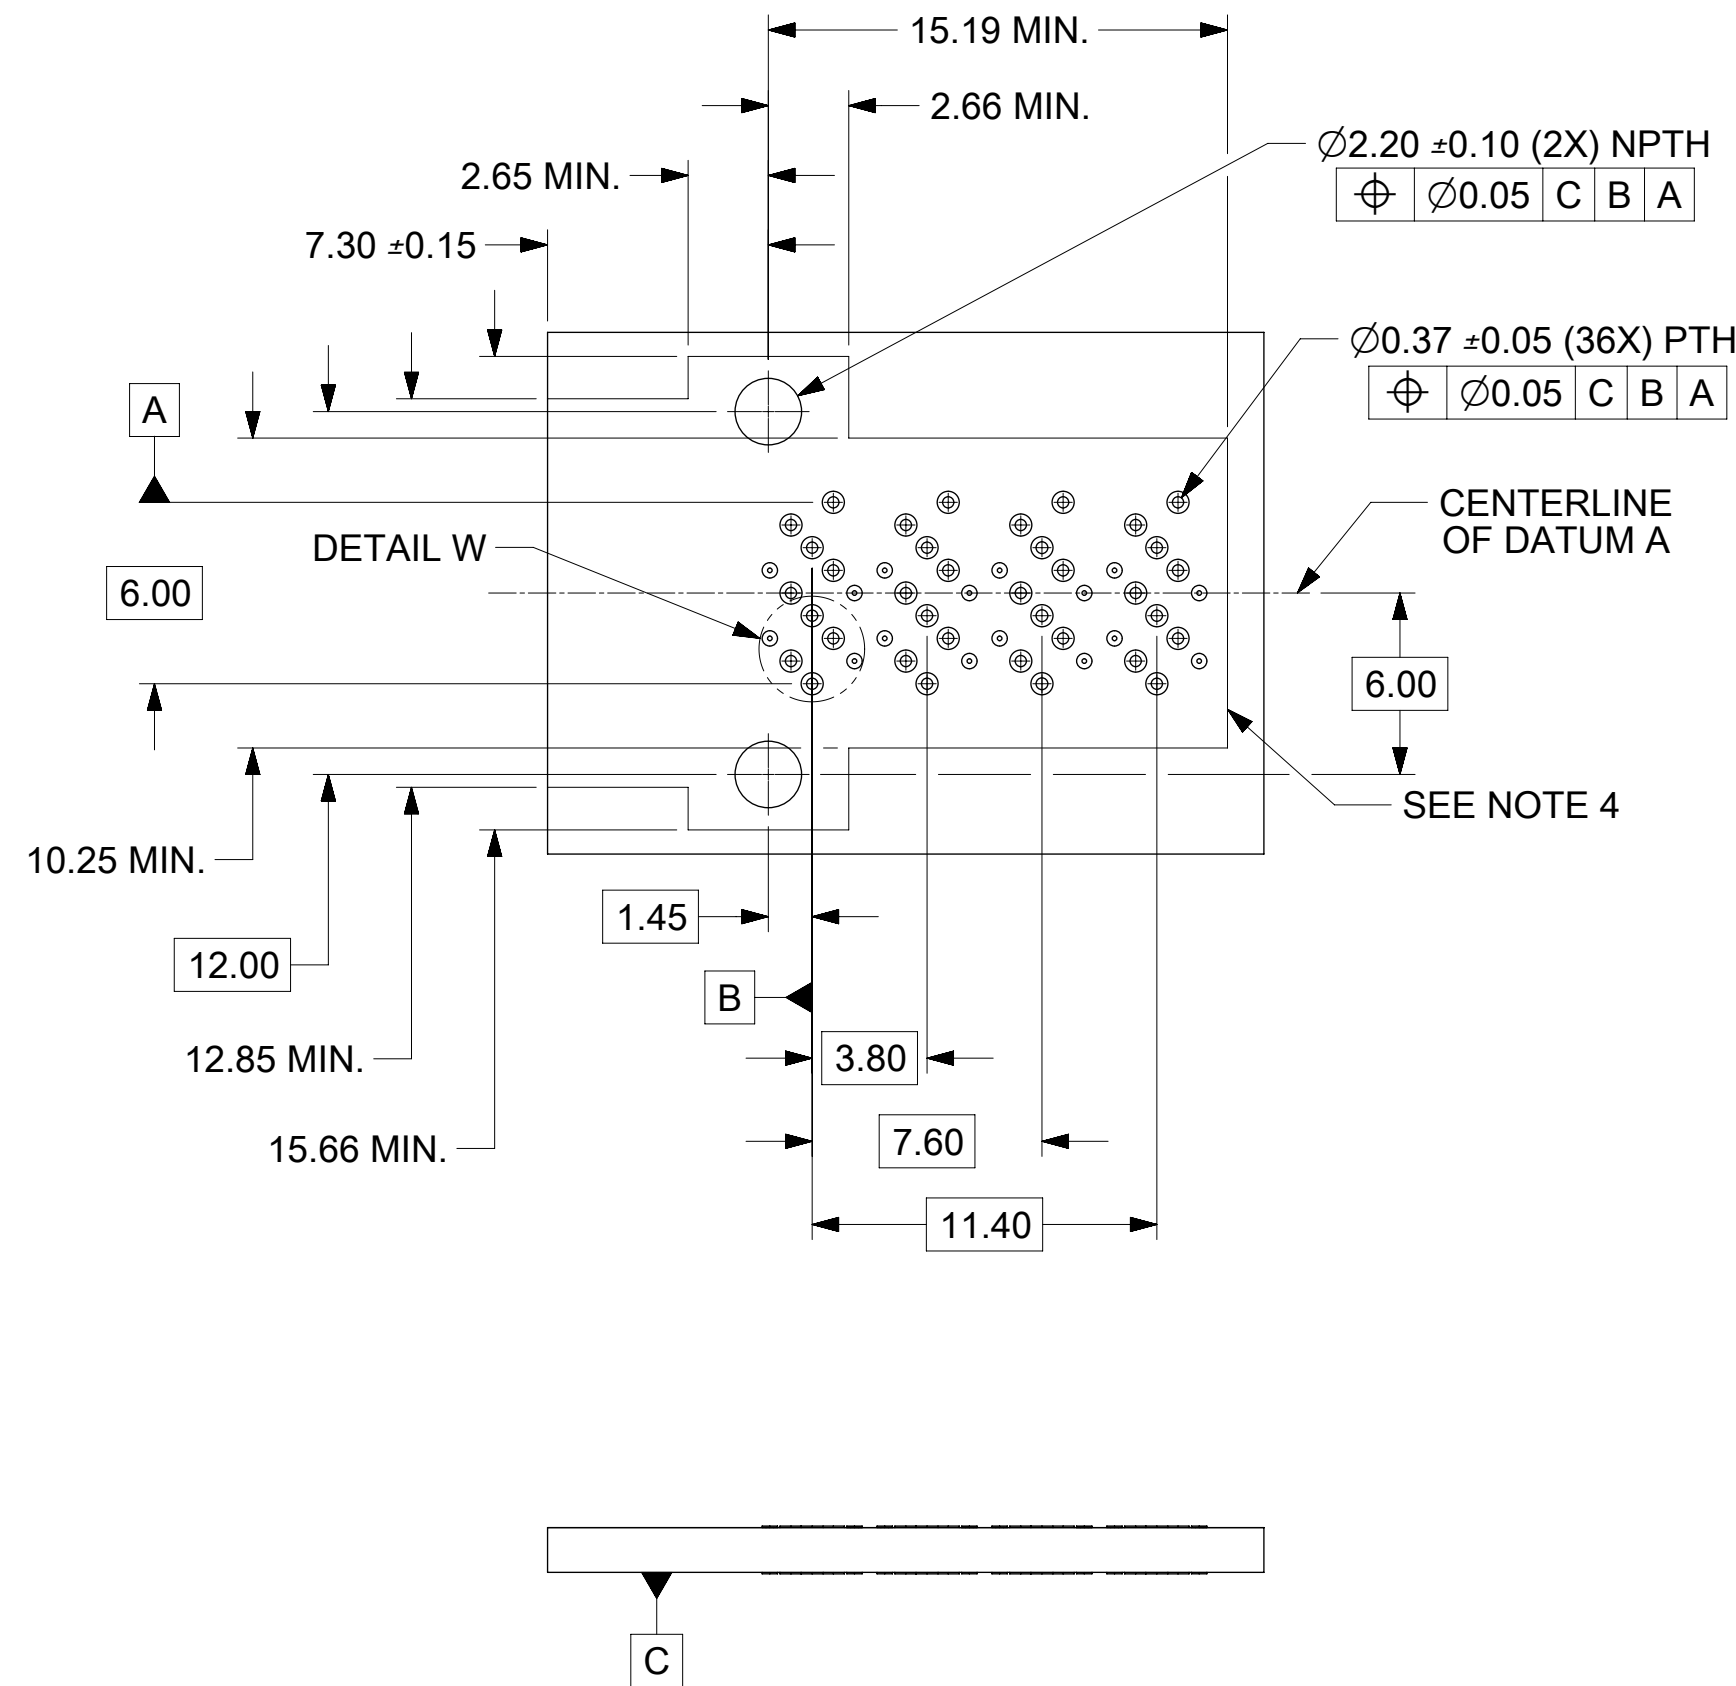 15.19 MIN.
2.66 MIN.
2.65 MIN.
7.30 ±0.15
∅2.20 ±0.10 (2X) NPTH
⌖ ∅0.05 C B A
∅0.37 ±0.05 (36X) PTH
⌖ ∅0.05 C B A
A
CENTERLINE
OF DATUM A
DETAIL W
6.00
6.00
SEE NOTE 4
10.25 MIN.
1.45
12.00
B
12.85 MIN.
3.80
15.66 MIN.
7.60
11.40
C